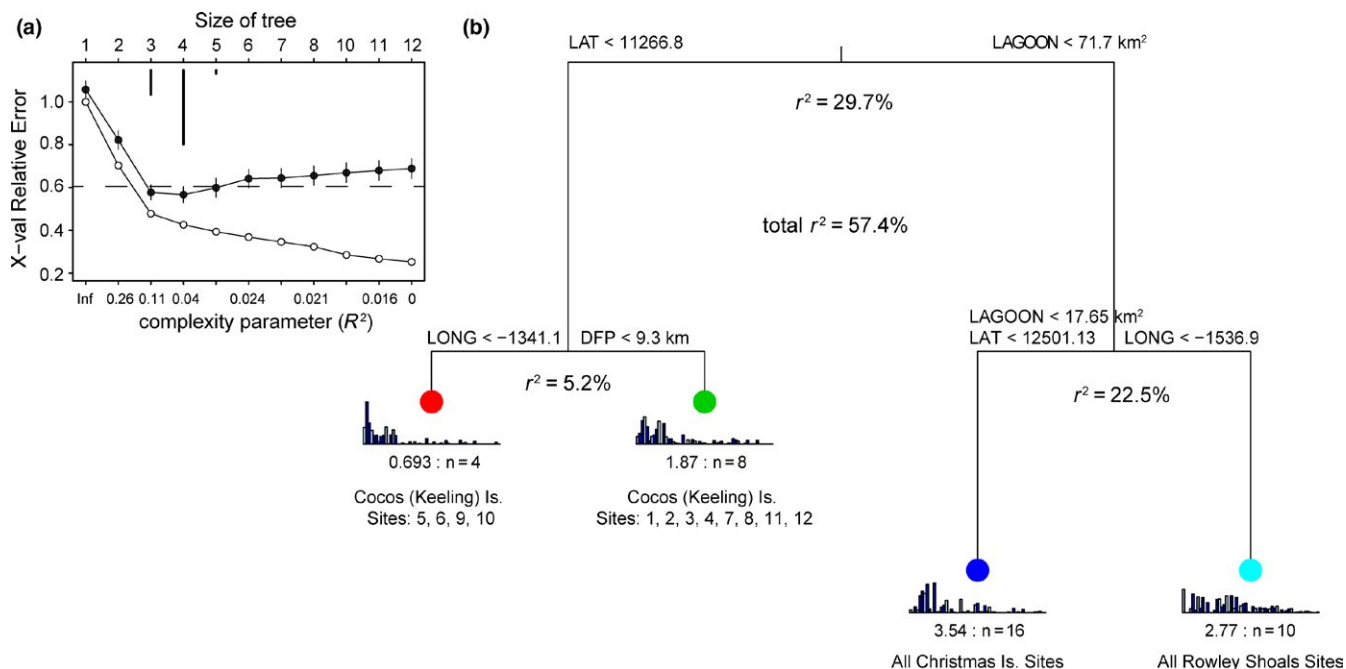 (a)
Size of tree
1 2 3 4 5 6 7 8 10 11 12
X−val Relative Error
1.0
0.8
0.6
0.4
0.2
Inf 0.26 0.11 0.04 0.024 0.021 0.016 0
complexity parameter (R²)
(b)
LAT < 11266.8 LAGOON < 71.7 km²
r² = 29.7%
total r² = 57.4%
LONG < −1341.1 DFP < 9.3 km
r² = 5.2%
LAGOON < 17.65 km²
LAT < 12501.13 LONG < −1536.9
r² = 22.5%
0.693 : n = 4
Cocos (Keeling) Is.
Sites: 5, 6, 9, 10
1.87 : n = 8
Cocos (Keeling) Is.
Sites: 1, 2, 3, 4, 7, 8, 11, 12
3.54 : n = 16
All Christmas Is. Sites
2.77 : n = 10
All Rowley Shoals Sites